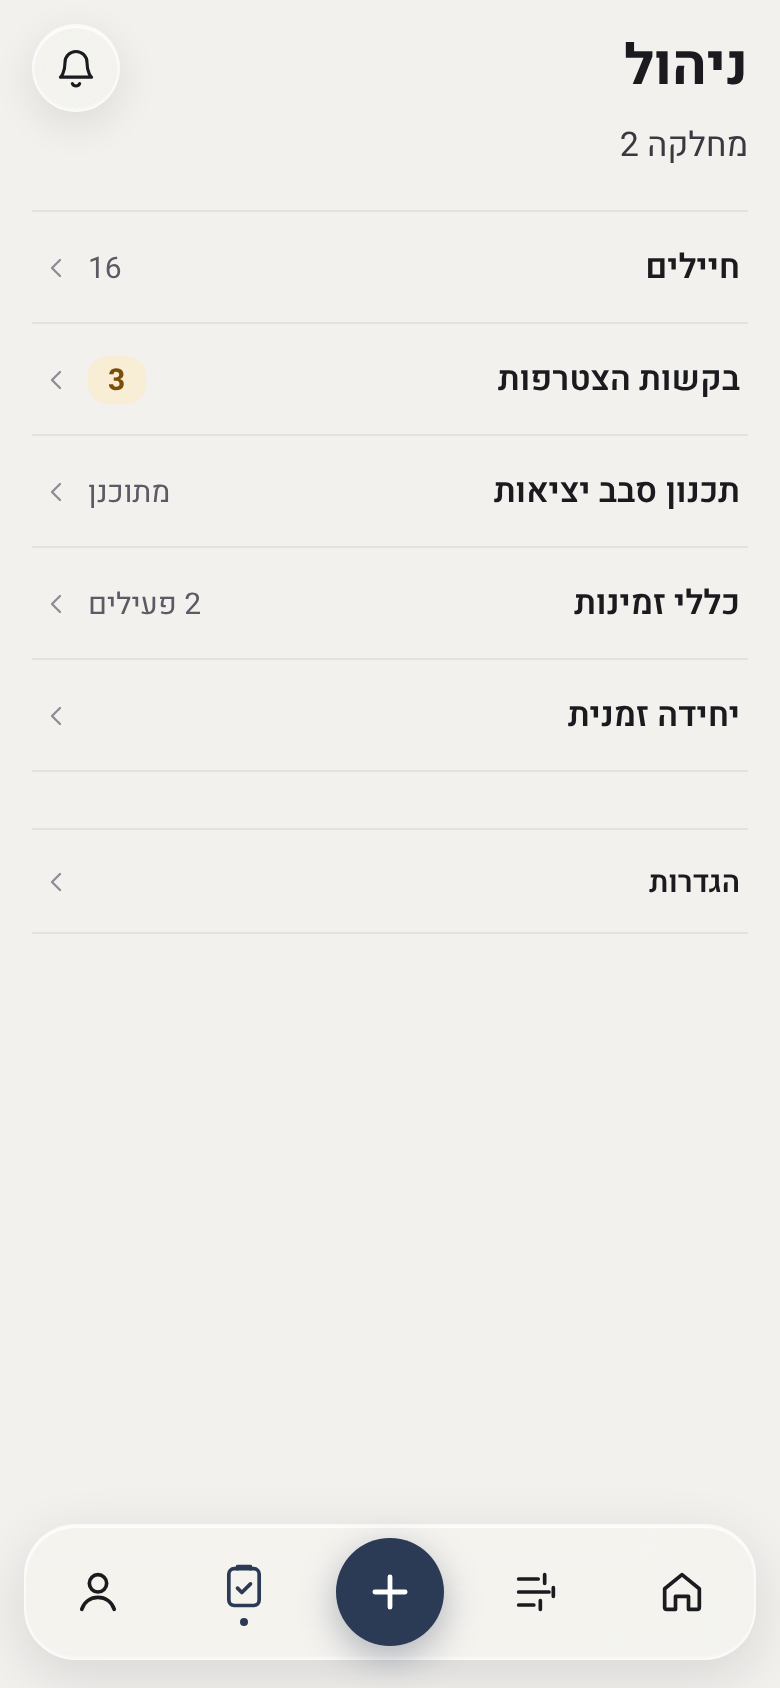 ניהול
מחלקה 2
חיילים 16
בקשות הצטרפות 3
תכנון סבב יציאות מתוכנן
כללי זמינות 2 פעילים
יחידה זמנית
הגדרות